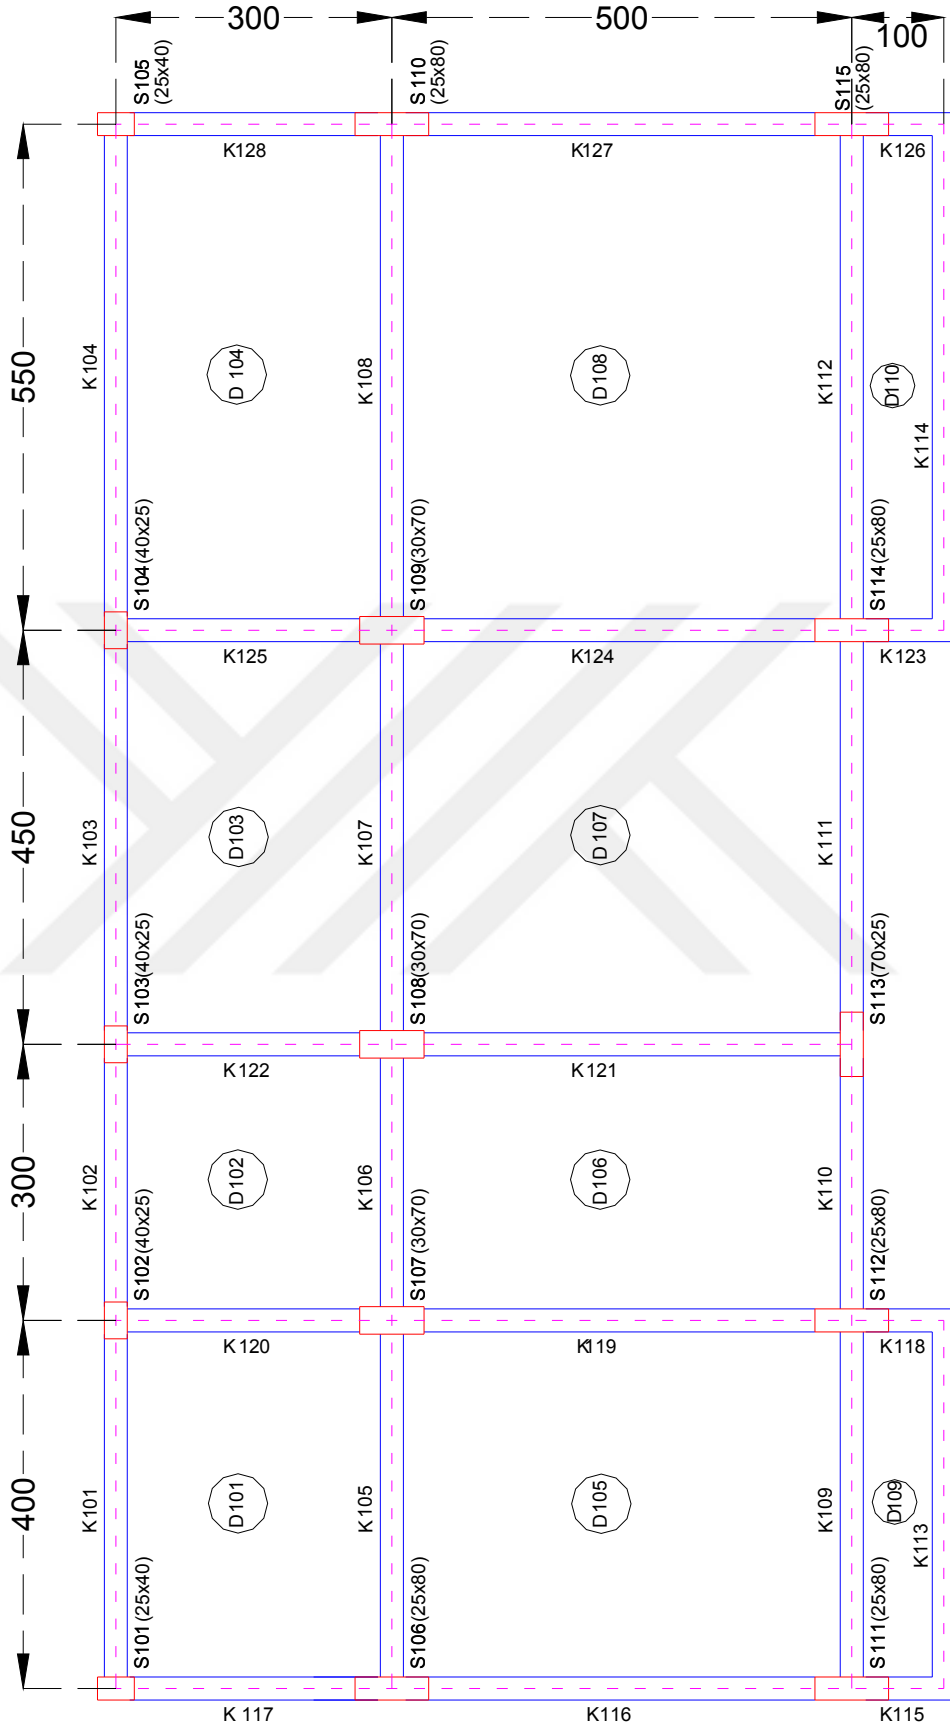 300
500
100
S105
(25x40)
S110
(25x80)
S115
(25x80)
K128
K127
K126
550
K104
D104
K108
D108
K112
D110
K114
S104(40x25)
S109(30x70)
S114(25x80)
K125
K124
K123
450
K103
D103
K107
D107
K111
S103(40x25)
S108(30x70)
S113(70x25)
K122
K121
300
K102
D102
K106
D106
K110
S102(40x25)
S107(30x70)
S112(25x80)
K120
K119
K118
400
K101
D101
K105
D105
K109
D109
K113
S101(25x40)
S106(25x80)
S111(25x80)
K117
K116
K115